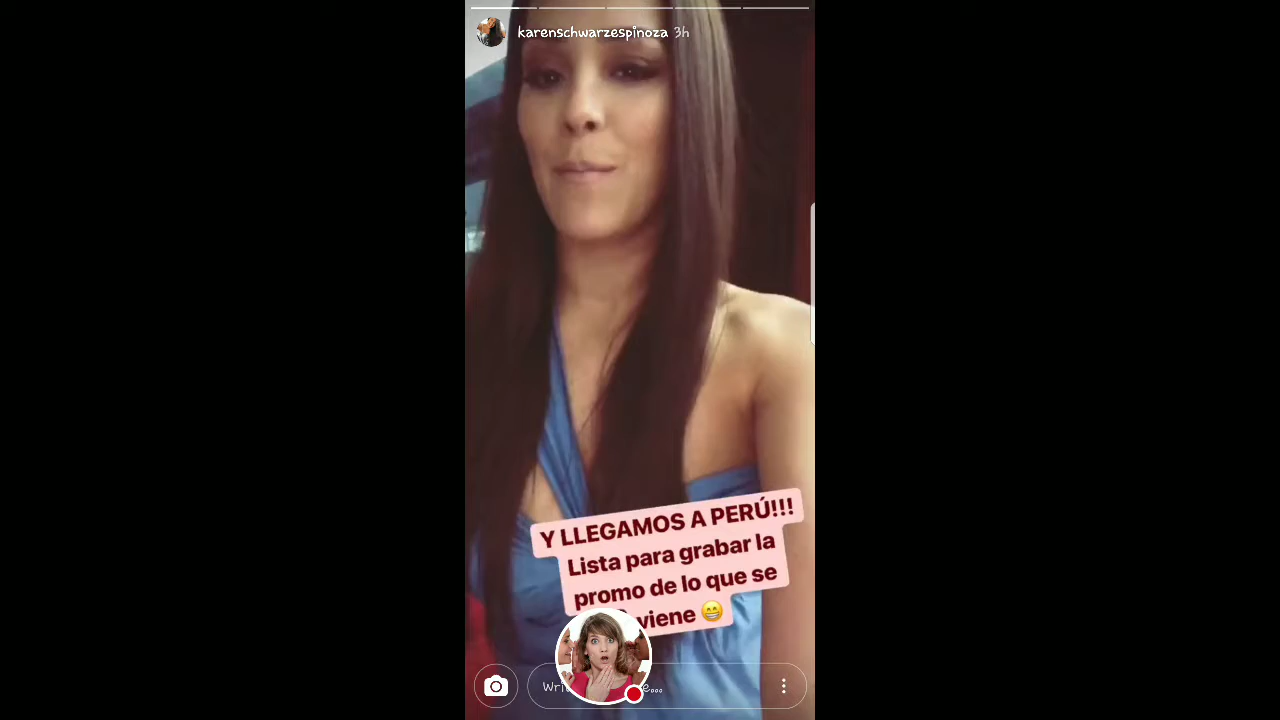 karenschwarzespinoza 3h
Y LLEGAMOS A PERÚ!!!
Lista para grabar la
promo de lo que se
viene 😁